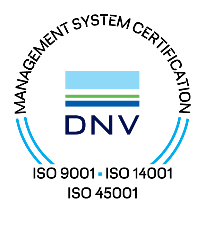 MANAGEMENT SYSTEM CERTIFICATION
DNV
ISO 9001 • ISO 14001
ISO 45001